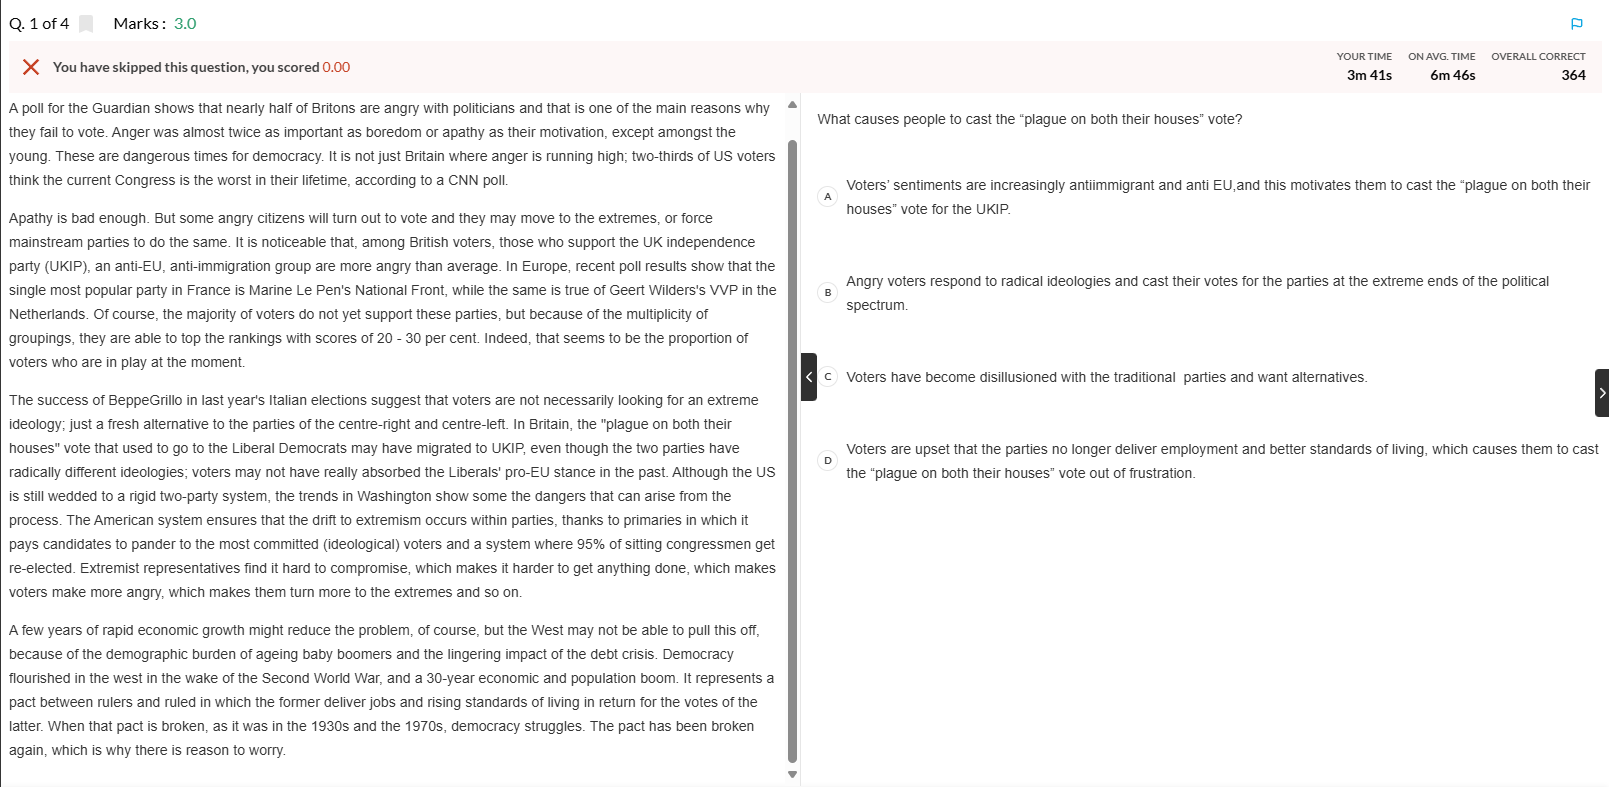 Q. 1 of 4 Marks : 3.0
You have skipped this question, you scored 0.00
YOUR TIME ON AVG. TIME OVERALL CORRECT
3m 41s 6m 46s 364
A poll for the Guardian shows that nearly half of Britons are angry with politicians and that is one of the main reasons why
they fail to vote. Anger was almost twice as important as boredom or apathy as their motivation, except amongst the
young. These are dangerous times for democracy. It is not just Britain where anger is running high; two-thirds of US voters
think the current Congress is the worst in their lifetime, according to a CNN poll.
Apathy is bad enough. But some angry citizens will turn out to vote and they may move to the extremes, or force
mainstream parties to do the same. It is noticeable that, among British voters, those who support the UK independence
party (UKIP), an anti-EU, anti-immigration group are more angry than average. In Europe, recent poll results show that the
single most popular party in France is Marine Le Pen's National Front, while the same is true of Geert Wilders's VVP in the
Netherlands. Of course, the majority of voters do not yet support these parties, but because of the multiplicity of
groupings, they are able to top the rankings with scores of 20 - 30 per cent. Indeed, that seems to be the proportion of
voters who are in play at the moment.
The success of BeppeGrillo in last year's Italian elections suggest that voters are not necessarily looking for an extreme
ideology; just a fresh alternative to the parties of the centre-right and centre-left. In Britain, the "plague on both their
houses" vote that used to go to the Liberal Democrats may have migrated to UKIP, even though the two parties have
radically different ideologies; voters may not have really absorbed the Liberals' pro-EU stance in the past. Although the US
is still wedded to a rigid two-party system, the trends in Washington show some the dangers that can arise from the
process. The American system ensures that the drift to extremism occurs within parties, thanks to primaries in which it
pays candidates to pander to the most committed (ideological) voters and a system where 95% of sitting congressmen get
re-elected. Extremist representatives find it hard to compromise, which makes it harder to get anything done, which makes
voters make more angry, which makes them turn more to the extremes and so on.
A few years of rapid economic growth might reduce the problem, of course, but the West may not be able to pull this off,
because of the demographic burden of ageing baby boomers and the lingering impact of the debt crisis. Democracy
flourished in the west in the wake of the Second World War, and a 30-year economic and population boom. It represents a
pact between rulers and ruled in which the former deliver jobs and rising standards of living in return for the votes of the
latter. When that pact is broken, as it was in the 1930s and the 1970s, democracy struggles. The pact has been broken
again, which is why there is reason to worry.
What causes people to cast the “plague on both their houses” vote?
A
Voters’ sentiments are increasingly antiimmigrant and anti EU,and this motivates them to cast the “plague on both their
houses” vote for the UKIP.
B
Angry voters respond to radical ideologies and cast their votes for the parties at the extreme ends of the political
spectrum.
C
Voters have become disillusioned with the traditional parties and want alternatives.
D
Voters are upset that the parties no longer deliver employment and better standards of living, which causes them to cast
the “plague on both their houses” vote out of frustration.